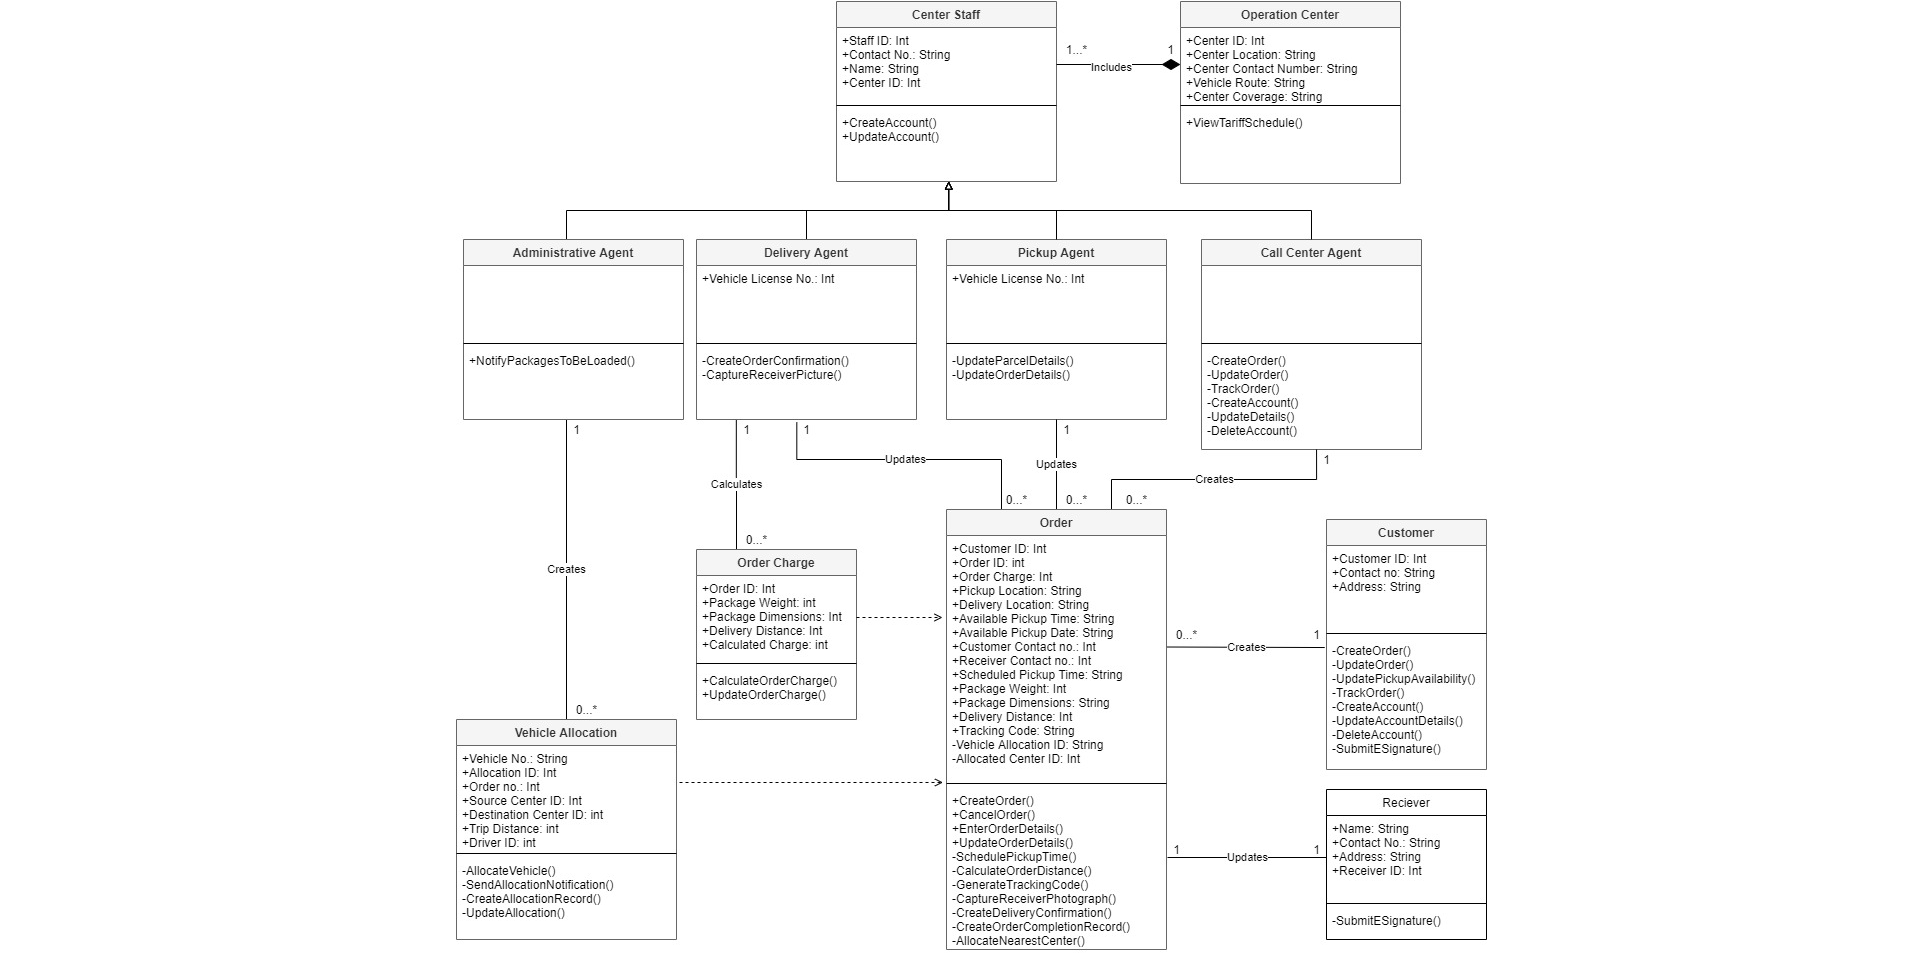 Center Staff
+Staff ID: Int
+Contact No.: String
+Name: String
+Center ID: Int
+CreateAccount()
+UpdateAccount()
1...*
Includes
1
Operation Center
+Center ID: Int
+Center Location: String
+Center Contact Number: String
+Vehicle Route: String
+Center Coverage: String
+ViewTariffSchedule()
Administrative Agent
+NotifyPackagesToBeLoaded()
Delivery Agent
+Vehicle License No.: Int
-CreateOrderConfirmation()
-CaptureReceiverPicture()
Pickup Agent
+Vehicle License No.: Int
-UpdateParcelDetails()
-UpdateOrderDetails()
Call Center Agent
-CreateOrder()
-UpdateOrder()
-TrackOrder()
-CreateAccount()
-UpdateDetails()
-DeleteAccount()
1
Creates
0...*
1
Calculates
0...*
1
Updates
0...*
1
Updates
0...*
1
Creates
0...*
Order Charge
+Order ID: Int
+Package Weight: int
+Package Dimensions: Int
+Delivery Distance: Int
+Calculated Charge: int
+CalculateOrderCharge()
+UpdateOrderCharge()
Order
+Customer ID: Int
+Order ID: int
+Order Charge: Int
+Pickup Location: String
+Delivery Location: String
+Available Pickup Time: String
+Available Pickup Date: String
+Customer Contact no.: Int
+Receiver Contact no.: Int
+Scheduled Pickup Time: String
+Package Weight: Int
+Package Dimensions: String
+Delivery Distance: Int
+Tracking Code: String
-Vehicle Allocation ID: String
-Allocated Center ID: Int
+CreateOrder()
+CancelOrder()
+EnterOrderDetails()
+UpdateOrderDetails()
-SchedulePickupTime()
-CalculateOrderDistance()
-GenerateTrackingCode()
-CaptureReceiverPhotograph()
-CreateDeliveryConfirmation()
-CreateOrderCompletionRecord()
-AllocateNearestCenter()
0...*
Creates
1
Customer
+Customer ID: Int
+Contact no: String
+Address: String
-CreateOrder()
-UpdateOrder()
-UpdatePickupAvailability()
-TrackOrder()
-CreateAccount()
-UpdateAccountDetails()
-DeleteAccount()
-SubmitESignature()
Vehicle Allocation
+Vehicle No.: String
+Allocation ID: Int
+Order no.: Int
+Source Center ID: Int
+Destination Center ID: int
+Trip Distance: int
+Driver ID: int
-AllocateVehicle()
-SendAllocationNotification()
-CreateAllocationRecord()
-UpdateAllocation()
1
Updates
1
Reciever
+Name: String
+Contact No.: String
+Address: String
+Receiver ID: Int
-SubmitESignature()